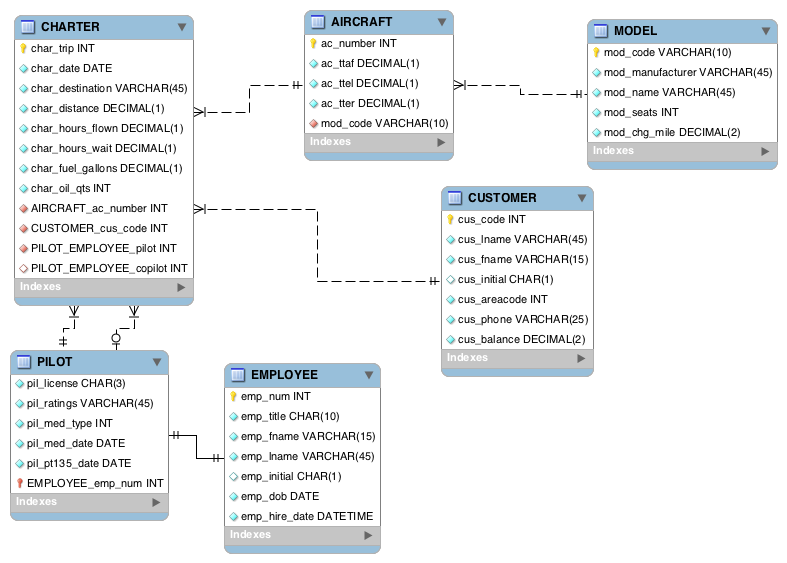 CHARTER
char_trip INT
char_date DATE
char_destination VARCHAR(45)
char_distance DECIMAL(1)
char_hours_flown DECIMAL(1)
char_hours_wait DECIMAL(1)
char_fuel_gallons DECIMAL(1)
char_oil_qts INT
AIRCRAFT_ac_number INT
CUSTOMER_cus_code INT
PILOT_EMPLOYEE_pilot INT
PILOT_EMPLOYEE_copilot INT
Indexes
AIRCRAFT
ac_number INT
ac_ttaf DECIMAL(1)
ac_ttel DECIMAL(1)
ac_tter DECIMAL(1)
mod_code VARCHAR(10)
Indexes
MODEL
mod_code VARCHAR(10)
mod_manufacturer VARCHAR(45)
mod_name VARCHAR(45)
mod_seats INT
mod_chg_mile DECIMAL(2)
Indexes
CUSTOMER
cus_code INT
cus_lname VARCHAR(45)
cus_fname VARCHAR(15)
cus_initial CHAR(1)
cus_areacode INT
cus_phone VARCHAR(25)
cus_balance DECIMAL(2)
Indexes
PILOT
pil_license CHAR(3)
pil_ratings VARCHAR(45)
pil_med_type INT
pil_med_date DATE
pil_pt135_date DATE
EMPLOYEE_emp_num INT
Indexes
EMPLOYEE
emp_num INT
emp_title CHAR(10)
emp_fname VARCHAR(15)
emp_lname VARCHAR(45)
emp_initial CHAR(1)
emp_dob DATE
emp_hire_date DATETIME
Indexes